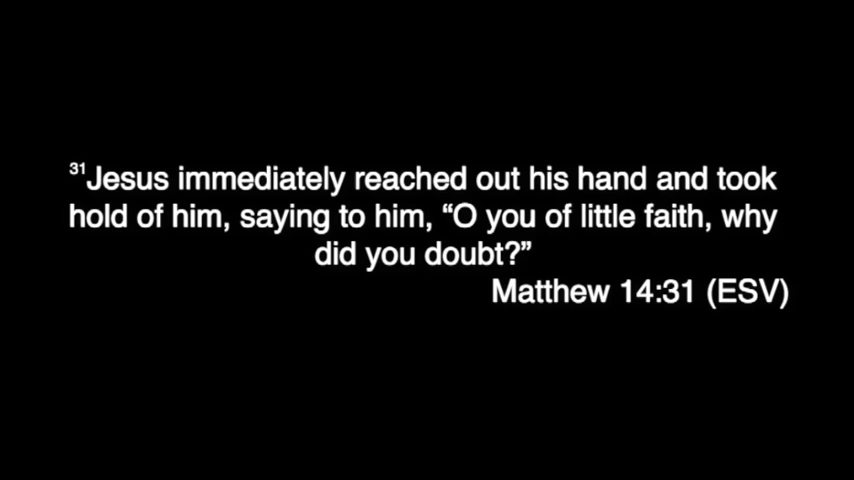 31Jesus immediately reached out his hand and took
hold of him, saying to him, “O you of little faith, why
did you doubt?”
Matthew 14:31 (ESV)